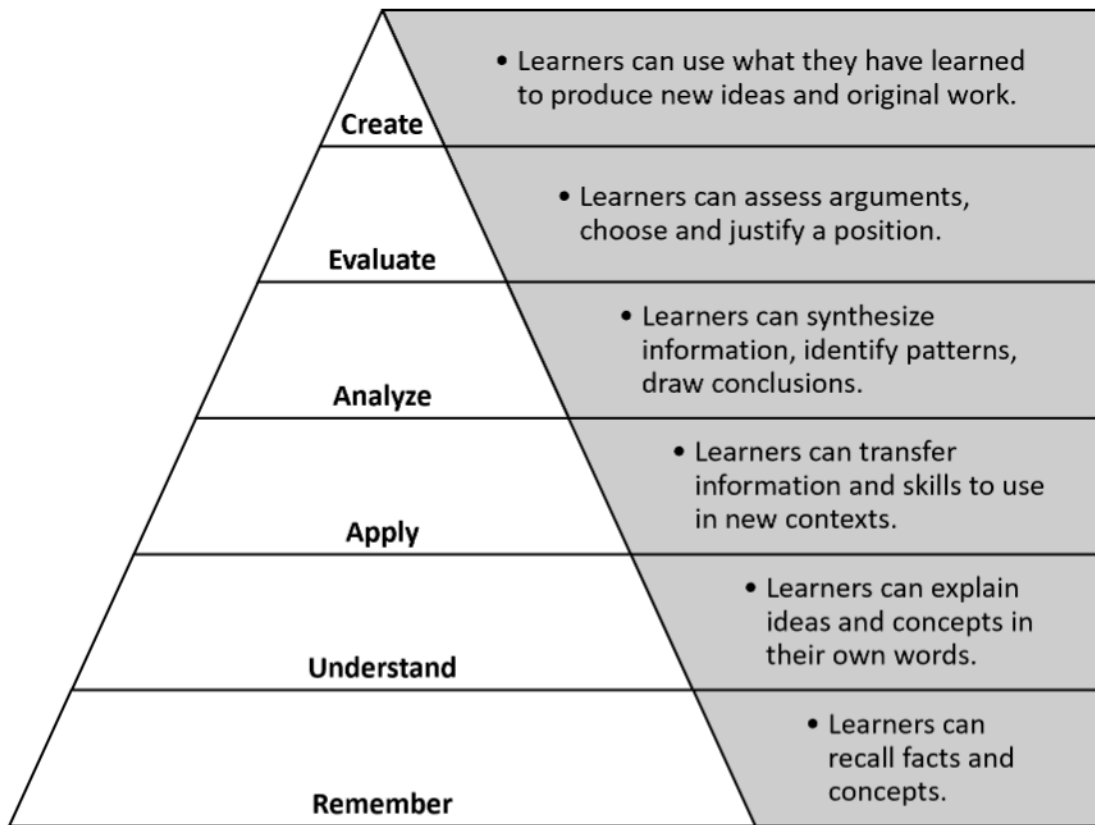 • Learners can use what they have learned
to produce new ideas and original work.
Create
• Learners can assess arguments,
choose and justify a position.
Evaluate
• Learners can synthesize
information, identify patterns,
draw conclusions.
Analyze
• Learners can transfer
information and skills to use
in new contexts.
Apply
• Learners can explain
ideas and concepts in
their own words.
Understand
• Learners can
recall facts and
concepts.
Remember